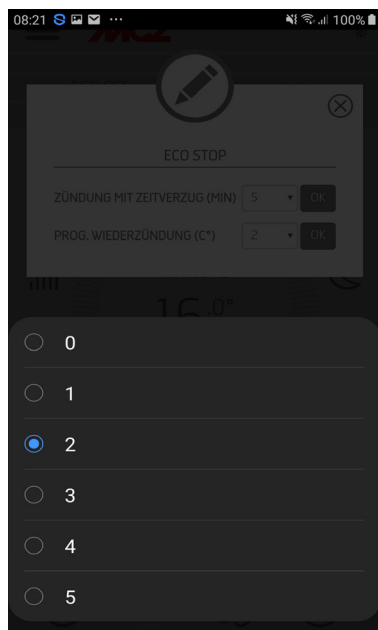 08:21
100%
MCZ
ECO STOP
ZÜNDUNG MIT ZEITVERZUG (MIN) 5 OK
PROG. WIEDERZÜNDUNG (C°) 2 OK
16.0°
0
1
2
3
4
5